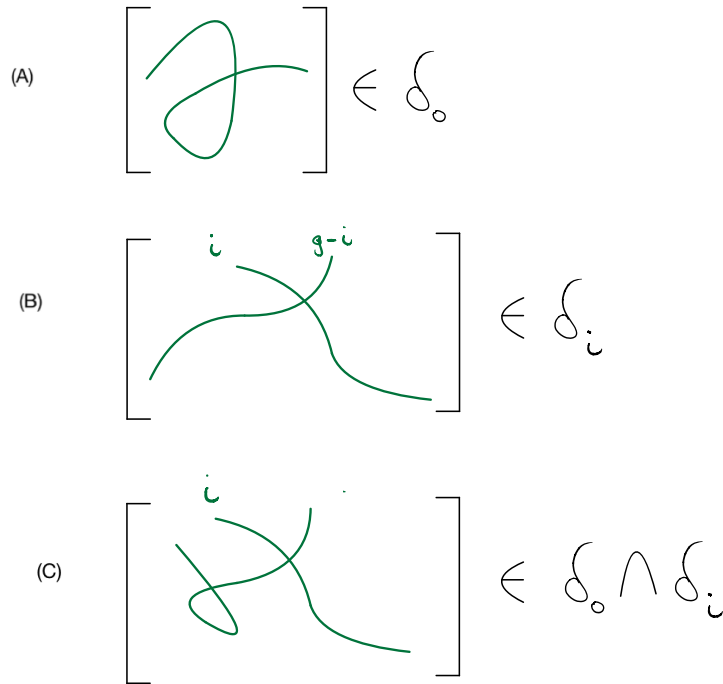 (A) [ ] ∈ δ₀
i g-i
(B) [ ] ∈ δᵢ
i
(C) [ ] ∈ δ₀ ∩ δᵢ